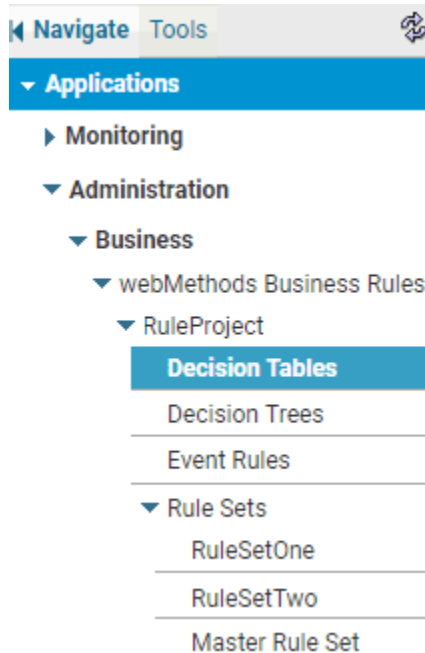 Navigate Tools
Applications
Monitoring
Administration
Business
webMethods Business Rules
RuleProject
Decision Tables
Decision Trees
Event Rules
Rule Sets
RuleSetOne
RuleSetTwo
Master Rule Set